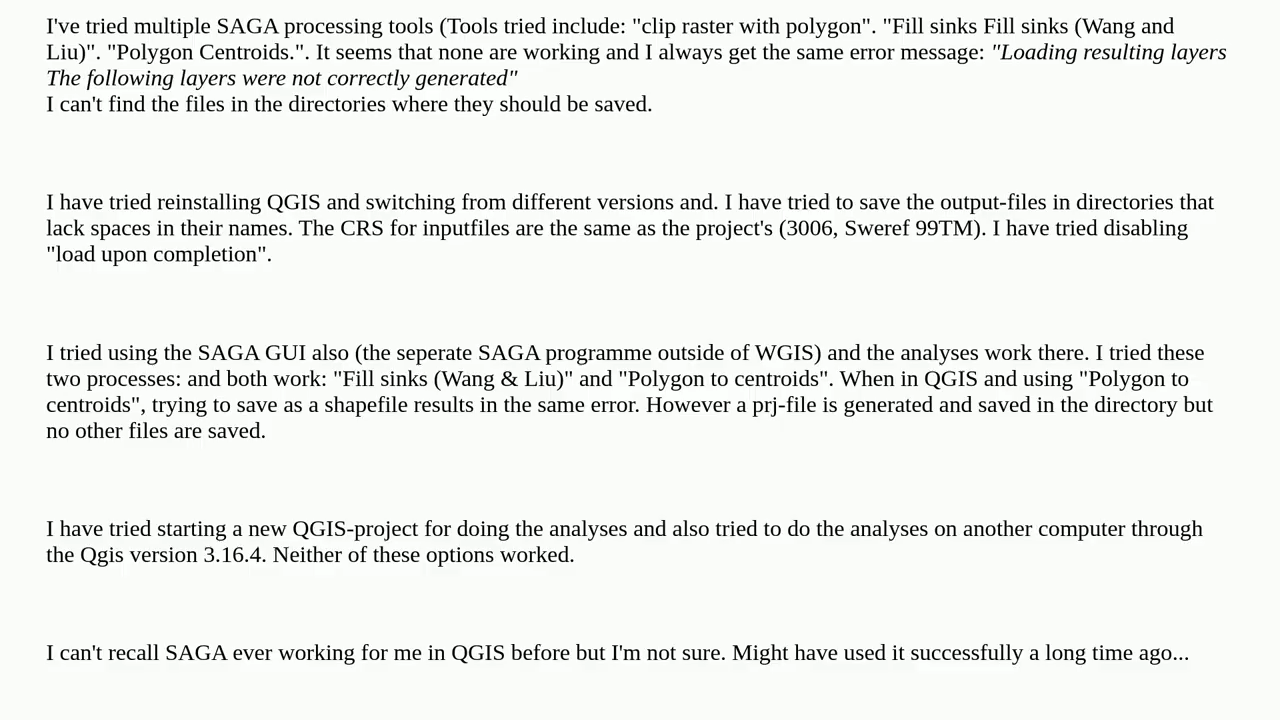 I've tried multiple SAGA processing tools (Tools tried include: "clip raster with polygon". "Fill sinks Fill sinks (Wang and
Liu)". "Polygon Centroids.". It seems that none are working and I always get the same error message: "Loading resulting layers
The following layers were not correctly generated"
I can't find the files in the directories where they should be saved.
I have tried reinstalling QGIS and switching from different versions and. I have tried to save the output-files in directories that
lack spaces in their names. The CRS for inputfiles are the same as the project's (3006, Sweref 99TM). I have tried disabling
"load upon completion".
I tried using the SAGA GUI also (the seperate SAGA programme outside of WGIS) and the analyses work there. I tried these
two processes: and both work: "Fill sinks (Wang & Liu)" and "Polygon to centroids". When in QGIS and using "Polygon to
centroids", trying to save as a shapefile results in the same error. However a prj-file is generated and saved in the directory but
no other files are saved.
I have tried starting a new QGIS-project for doing the analyses and also tried to do the analyses on another computer through
the Qgis version 3.16.4. Neither of these options worked.
I can't recall SAGA ever working for me in QGIS before but I'm not sure. Might have used it successfully a long time ago...